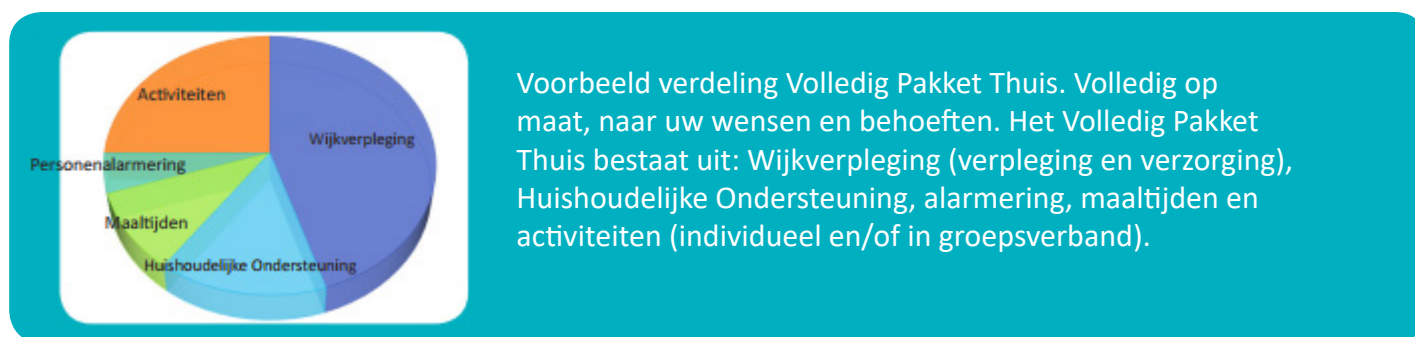 Activiteiten
Wijkverpleging
Personenalarmering
Maaltijden
Huishoudelijke Ondersteuning
Voorbeeld verdeling Volledig Pakket Thuis. Volledig op
maat, naar uw wensen en behoeften. Het Volledig Pakket
Thuis bestaat uit: Wijkverpleging (verpleging en verzorging),
Huishoudelijke Ondersteuning, alarmering, maaltijden en
activiteiten (individueel en/of in groepsverband).